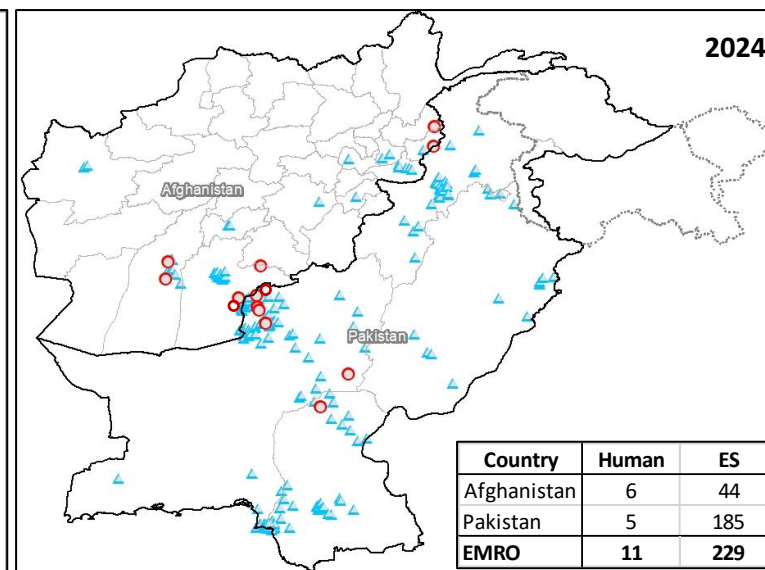 2024
Afghanistan
Pakistan
Country Human ES
Afghanistan 6 44
Pakistan 5 185
EMRO 11 229